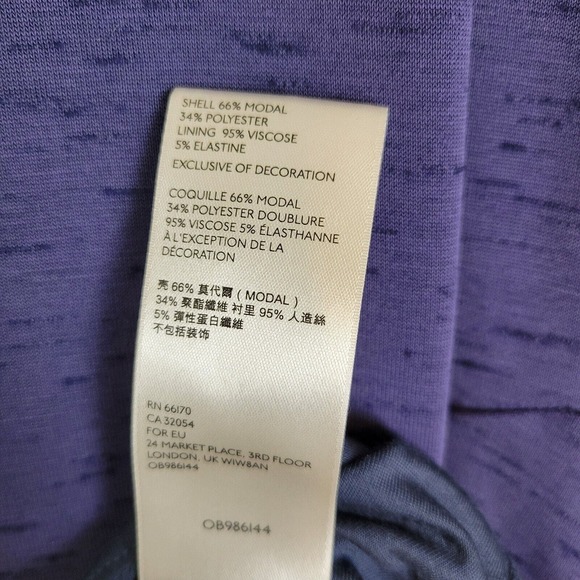 SHELL 66% MODAL
34% POLYESTER
LINING 95% VISCOSE
5% ELASTINE
EXCLUSIVE OF DECORATION
COQUILLE 66% MODAL
34% POLYESTER DOUBLURE
95% VISCOSE 5% ÉLASTHANNE
À L'EXCEPTION DE LA
DÉCORATION
壳 66% 莫代爾 ( MODAL )
34% 聚酯纖維 衬里 95% 人造絲
5% 彈性蛋白纖維
不包括装饰
RN 66170
CA 32054
FOR EU
24 MARKET PLACE, 3RD FLOOR
LONDON, UK W1W8AN
OB986144
OB986144